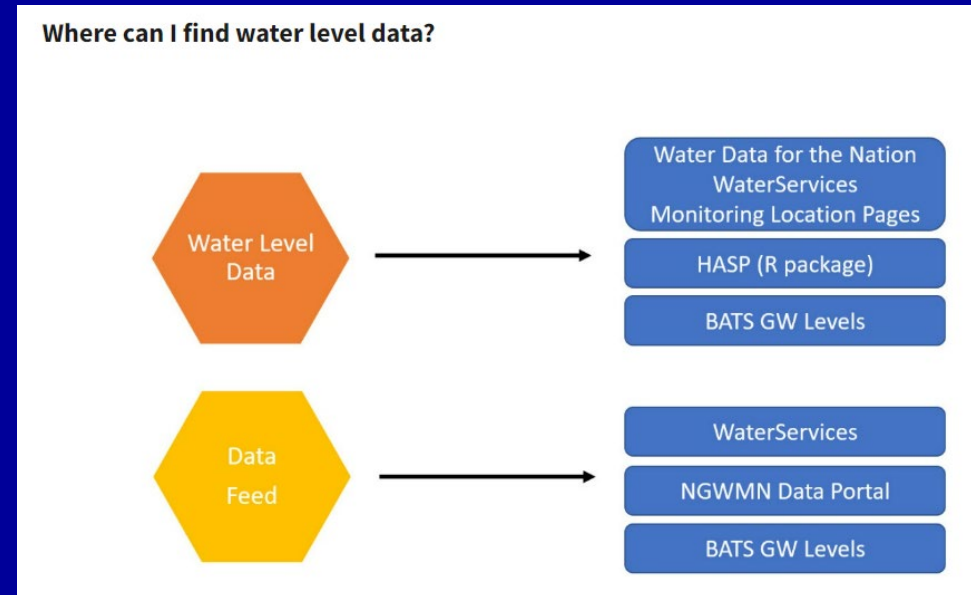 Where can I find water level data?
Water Level
Data
Water Data for the Nation
WaterServices
Monitoring Location Pages
HASP (R package)
BATS GW Levels
Data
Feed
WaterServices
NGWMN Data Portal
BATS GW Levels